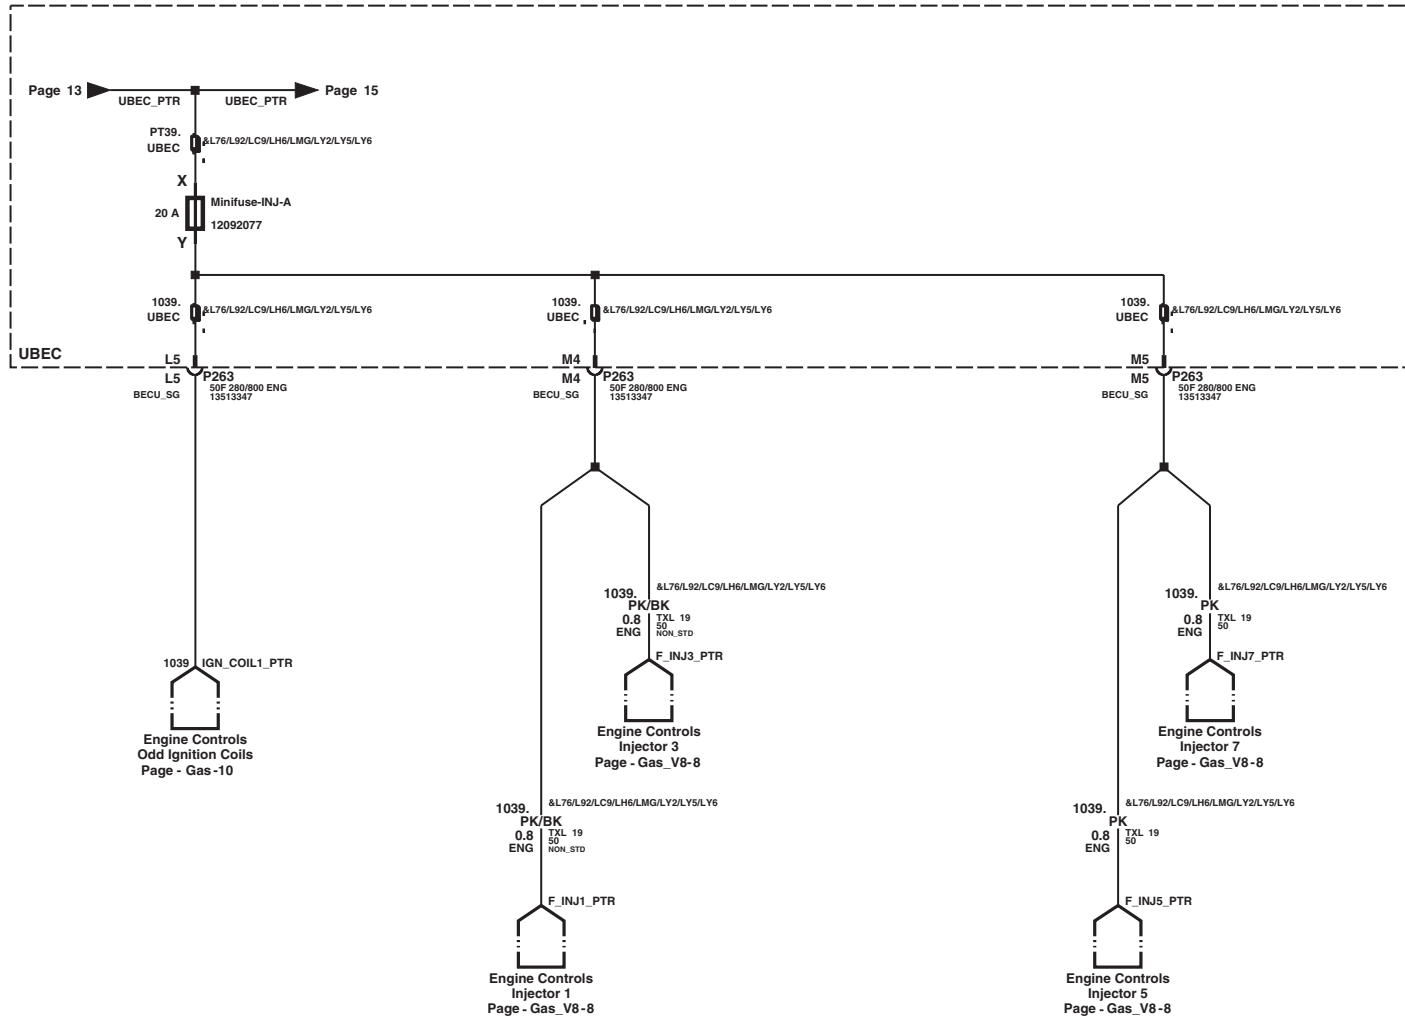 Page 13
UBEC_PTR
UBEC_PTR
Page 15
PT39.
UBEC
&L76/L92/LC9/LH6/LMG/LY2/LY5/LY6
X
20 A
Minifuse-INJ-A
12092077
Y
1039.
UBEC
&L76/L92/LC9/LH6/LMG/LY2/LY5/LY6
1039.
UBEC
&L76/L92/LC9/LH6/LMG/LY2/LY5/LY6
1039.
UBEC
&L76/L92/LC9/LH6/LMG/LY2/LY5/LY6
UBEC
L5
L5
BECU_SG
P263
50F 280/800 ENG
13513347
M4
M4
BECU_SG
P263
50F 280/800 ENG
13513347
M5
M5
BECU_SG
P263
50F 280/800 ENG
13513347
&L76/L92/LC9/LH6/LMG/LY2/LY5/LY6
1039.
PK/BK
0.8
ENG
TXL 19
50
NON_STD
F_INJ3_PTR
Engine Controls
Injector 3
Page - Gas_V8-8
&L76/L92/LC9/LH6/LMG/LY2/LY5/LY6
1039.
PK
0.8
ENG
TXL 19
50
F_INJ7_PTR
Engine Controls
Injector 7
Page - Gas_V8-8
1039
IGN_COIL1_PTR
Engine Controls
Odd Ignition Coils
Page - Gas-10
&L76/L92/LC9/LH6/LMG/LY2/LY5/LY6
1039.
PK/BK
0.8
ENG
TXL 19
50
NON_STD
F_INJ1_PTR
Engine Controls
Injector 1
Page - Gas_V8-8
&L76/L92/LC9/LH6/LMG/LY2/LY5/LY6
1039.
PK
0.8
ENG
TXL 19
50
F_INJ5_PTR
Engine Controls
Injector 5
Page - Gas_V8-8